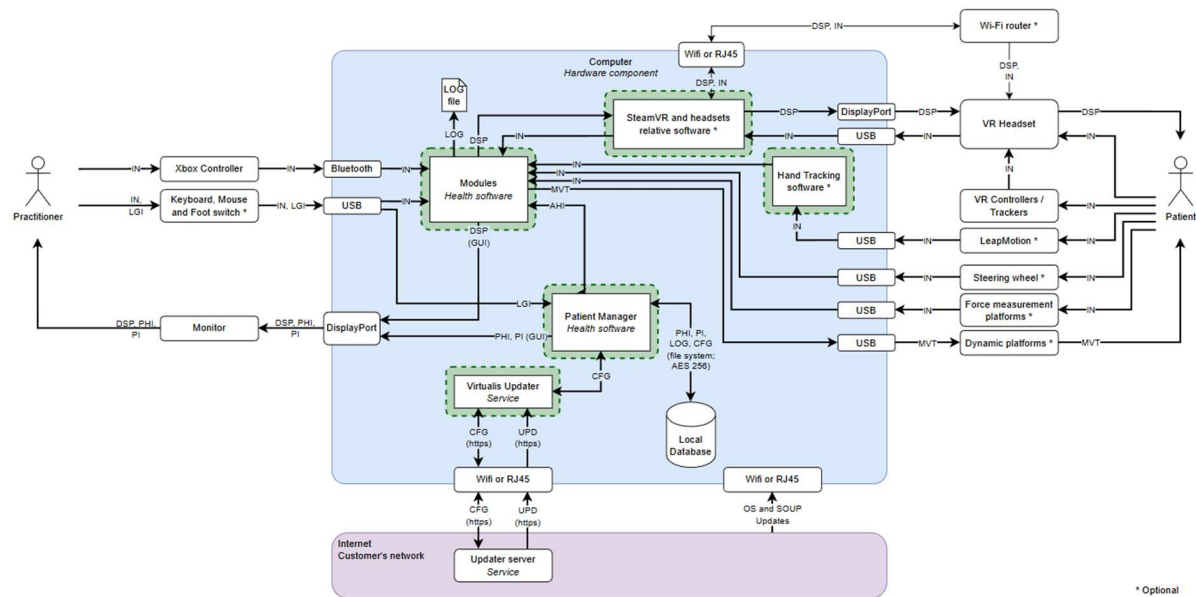 DSP, IN
Wi-Fi router *
Computer
Hardware component
Wifi or RJ45
DSP,
IN
DSP, IN
LOG
file
SteamVR and headsets
relative software *
DSP
DisplayPort
DSP
VR Headset
DSP
LOG
DSP
IN
IN
USB
IN
IN
Practitioner
IN
Xbox Controller
IN
Bluetooth
IN
Modules
Health software
IN
IN
IN
MVT
AHI
Hand Tracking
software *
IN
Patient
IN,
LGI
Keyboard, Mouse
and Foot switch *
IN, LGI
USB
IN
VR Controllers /
Trackers
IN
DSP
(GUI)
IN
USB
IN
LeapMotion *
IN
USB
IN
Steering wheel *
IN
LGI
Patient Manager
Health software
USB
IN
Force measurement
platforms *
IN
DSP, PHI,
PI
Monitor
DSP, PHI,
PI
DisplayPort
PHI, PI (GUI)
PHI, PI,
LOG, CFG
(file system;
AES 256)
USB
MVT
Dynamic platforms *
MVT
CFG
Virtualis Updater
Service
CFG
(https)
UPD
(https)
Local
Database
Wifi or RJ45
Wifi or RJ45
CFG
(https)
UPD
(https)
OS and SOUP
Updates
Internet
Customer's network
Updater server
Service
* Optional